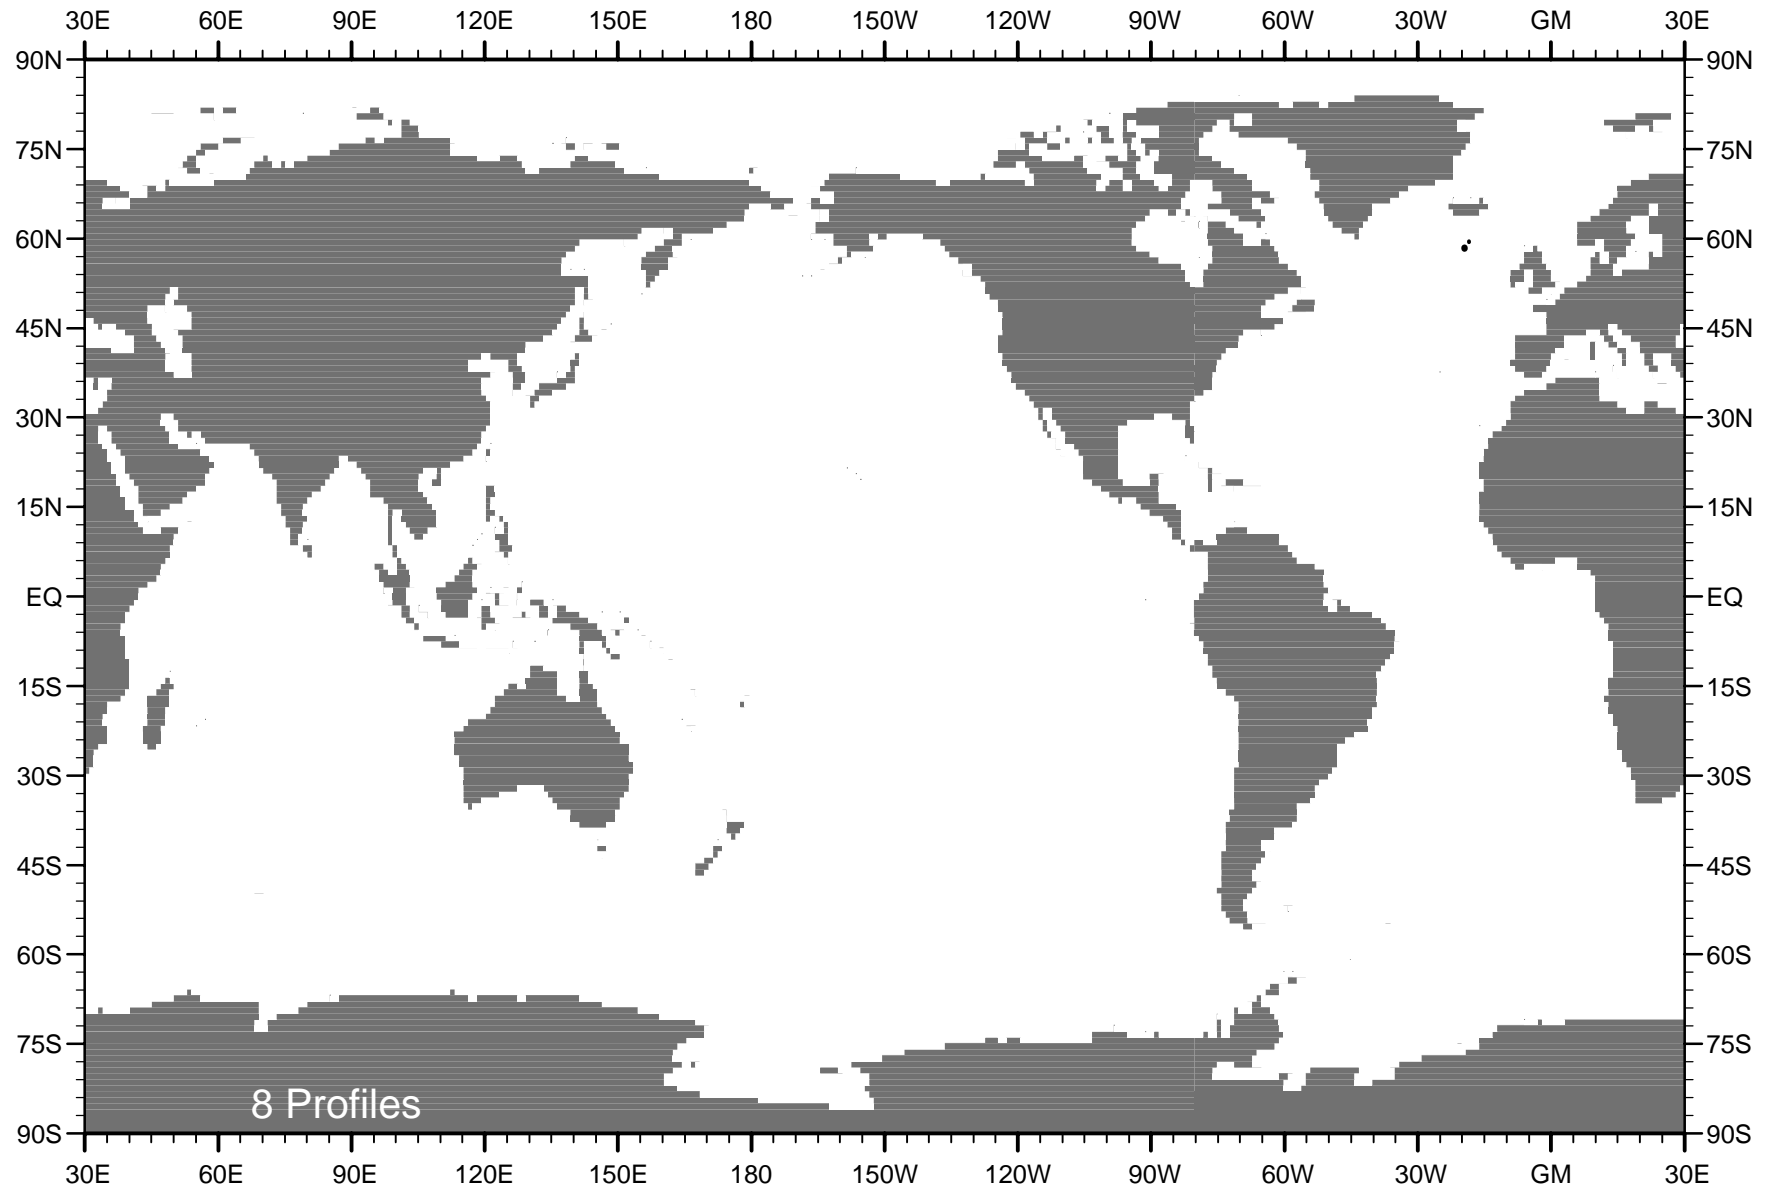 30E 60E 90E 120E 150E 180 150W 120W 90W 60W 30W GM 30E
90N 90N
75N 75N
60N 60N
45N 45N
30N 30N
15N 15N
EQ EQ
15S 15S
30S 30S
45S 45S
60S 60S
75S 75S
8 Profiles
90S 90S
30E 60E 90E 120E 150E 180 150W 120W 90W 60W 30W GM 30E